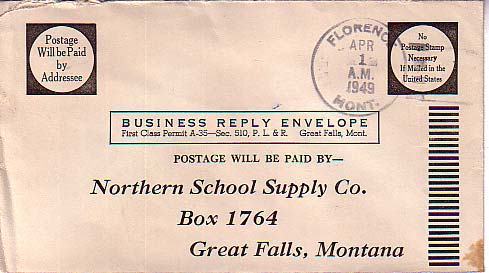 Postage
Will be Paid
by
Addressee
FLORENCE
APR
1
A.M.
1949
MONT.
No
Postage Stamp
Necessary
If Mailed in the
United States
BUSINESS REPLY ENVELOPE
First Class Permit A-35—Sec. 510, P. L. & R. Great Falls, Mont.
POSTAGE WILL BE PAID BY—
Northern School Supply Co.
Box 1764
Great Falls, Montana